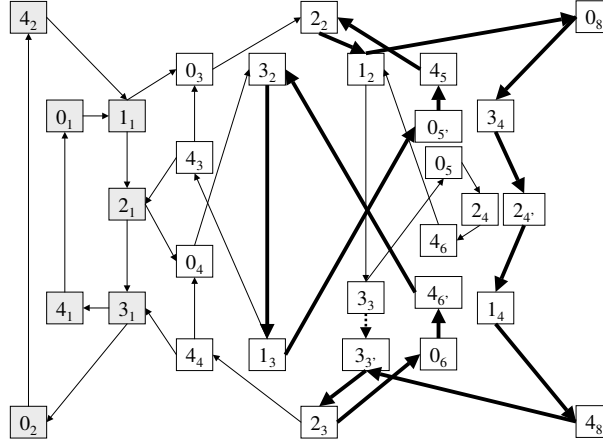 4₂ 2₂ 0₈
0₃ 3₂ 1₂ 4₅
0₁ 1₁ 0₅' 3₄
4₃ 0₅
2₁ 2₄ 2₄'
0₄ 4₆
4₁ 3₁ 3₃ 4₆' 1₄
4₄ 1₃ 3₃' 0₆
0₂ 2₃ 4₈